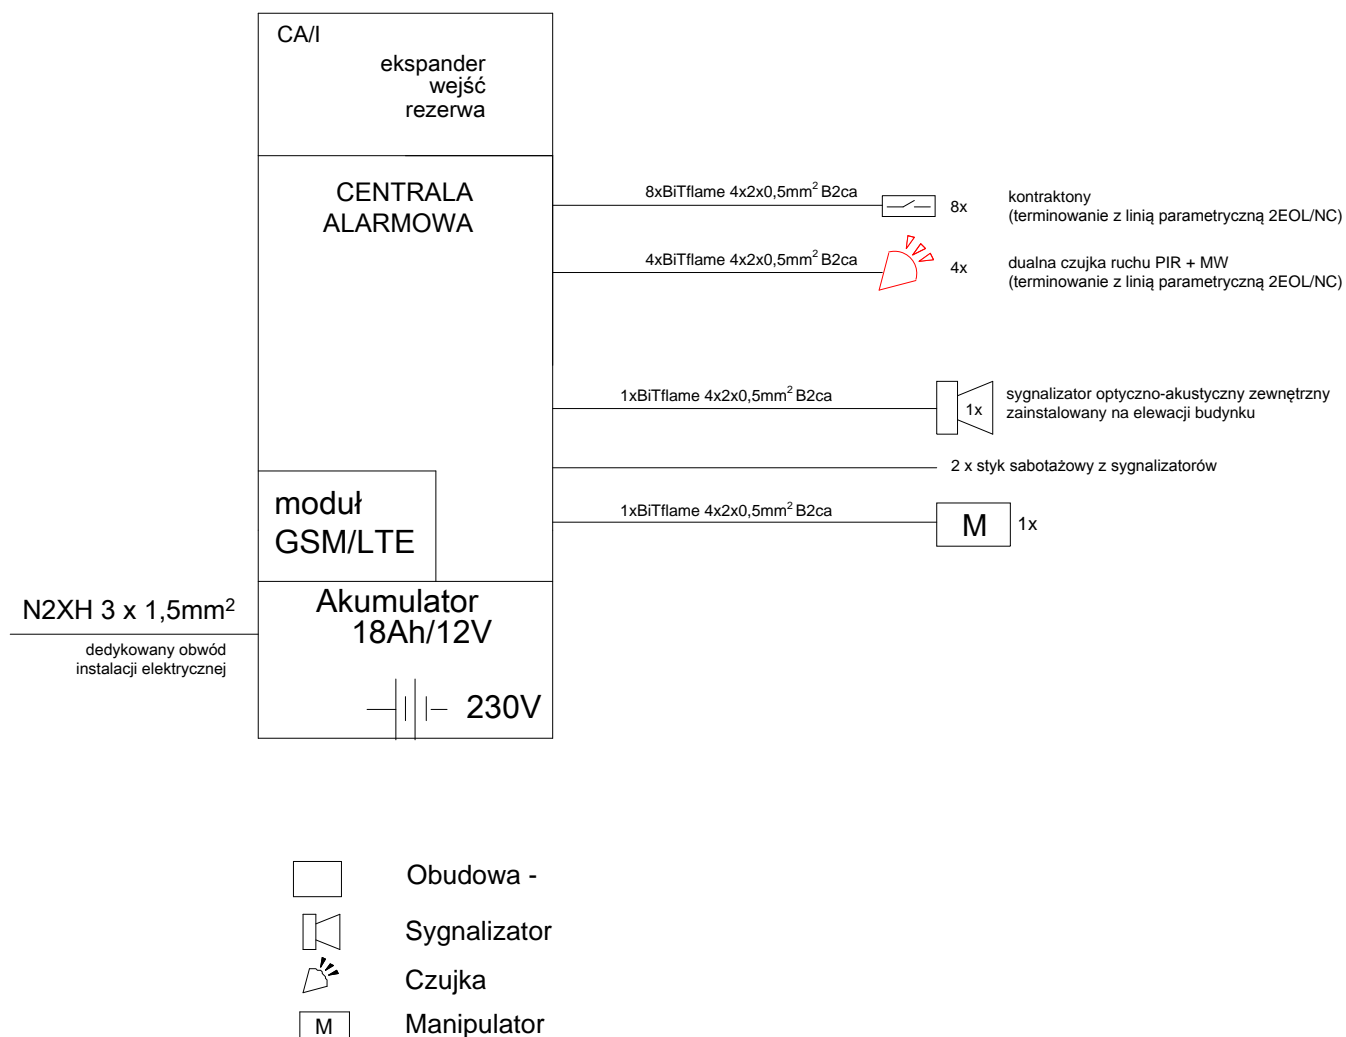 CA/I
ekspander
wejść
rezerwa
CENTRALA
ALARMOWA
8xBiTflame 4x2x0,5mm² B2ca
8x
kontraktony
(terminowanie z linią parametryczną 2EOL/NC)
4xBiTflame 4x2x0,5mm² B2ca
4x
dualna czujka ruchu PIR + MW
(terminowanie z linią parametryczną 2EOL/NC)
1xBiTflame 4x2x0,5mm² B2ca
1x
sygnalizator optyczno-akustyczny zewnętrzny
zainstalowany na elewacji budynku
2 x styk sabotażowy z sygnalizatorów
1xBiTflame 4x2x0,5mm² B2ca
M
1x
moduł
GSM/LTE
N2XH 3 x 1,5mm²
dedykowany obwód
instalacji elektrycznej
Akumulator
18Ah/12V
230V
Obudowa -
Sygnalizator
Czujka
M
Manipulator